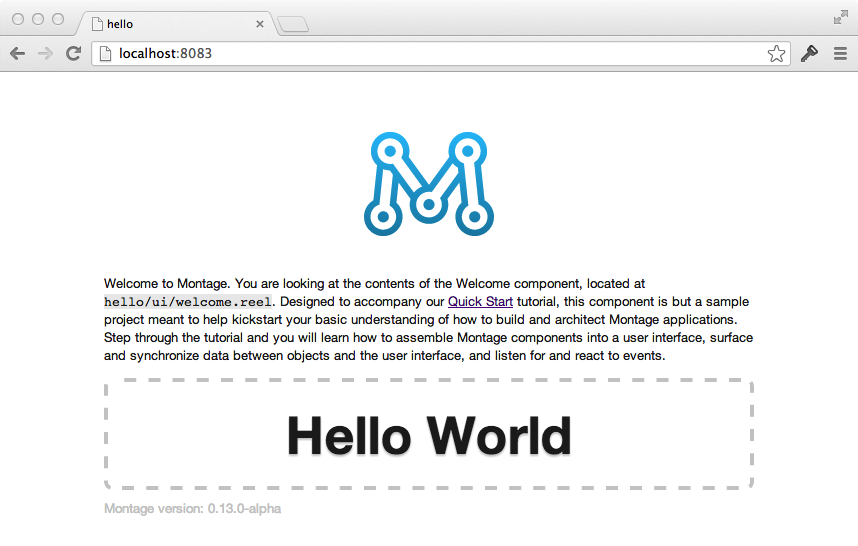 hello
localhost:8083
Welcome to Montage. You are looking at the contents of the Welcome component, located at
hello/ui/welcome.reel. Designed to accompany our Quick Start tutorial, this component is but a sample
project meant to help kickstart your basic understanding of how to build and architect Montage applications.
Step through the tutorial and you will learn how to assemble Montage components into a user interface, surface
and synchronize data between objects and the user interface, and listen for and react to events.
Hello World
Montage version: 0.13.0-alpha